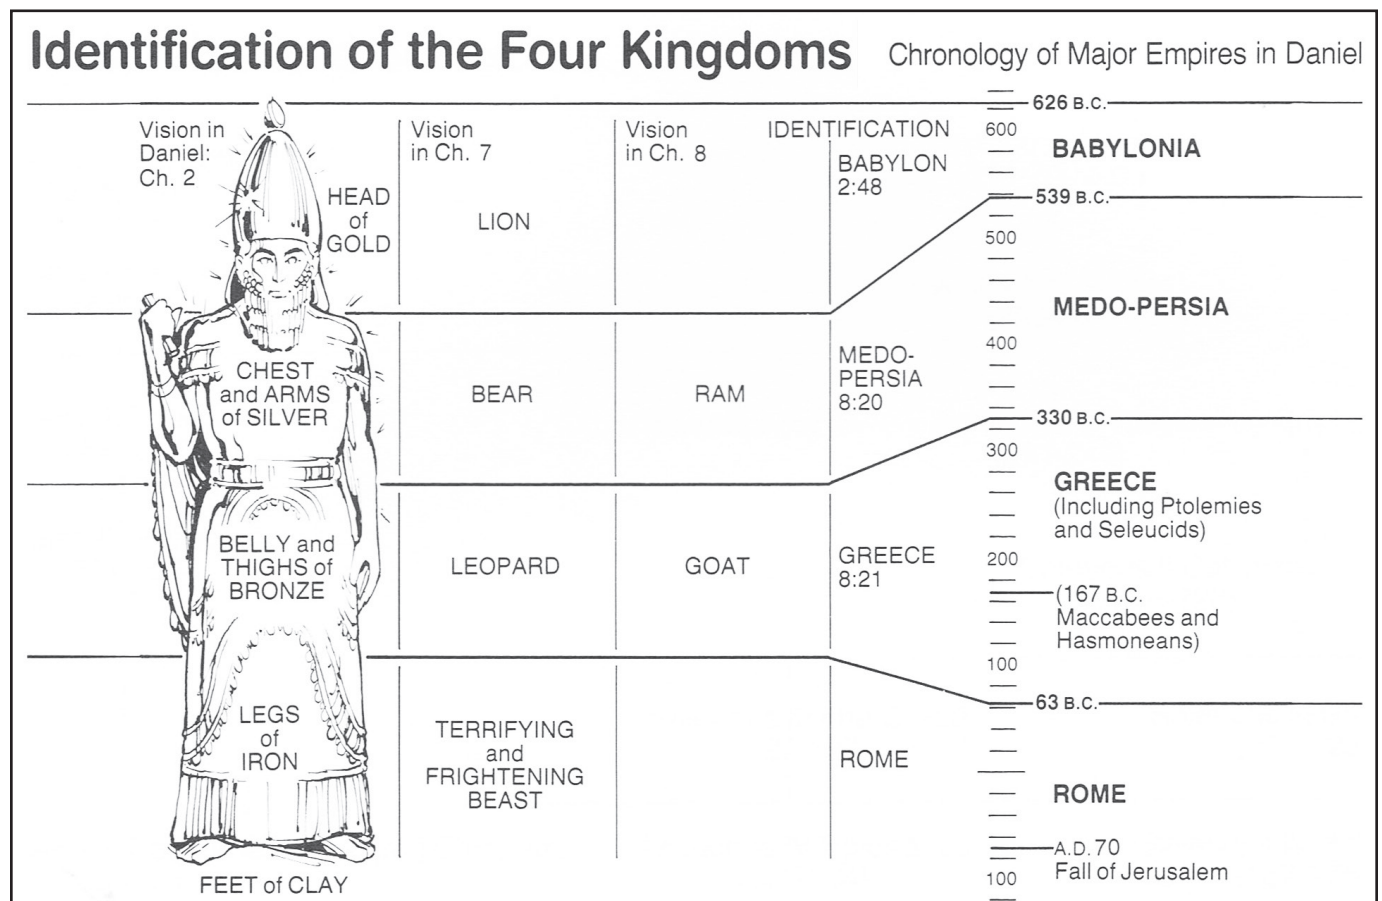 Identification of the Four Kingdoms
Chronology of Major Empires in Daniel
Vision in
Daniel:
Ch. 2
HEAD
of
GOLD
CHEST
and ARMS
of SILVER
BELLY and
THIGHS of
BRONZE
LEGS
of
IRON
FEET of CLAY
Vision
in Ch. 7
LION
BEAR
LEOPARD
TERRIFYING
and
FRIGHTENING
BEAST
Vision
in Ch. 8
RAM
GOAT
IDENTIFICATION
BABYLON
2:48
MEDO-
PERSIA
8:20
GREECE
8:21
ROME
626 B.C.
600
BABYLONIA
539 B.C.
500
MEDO-PERSIA
400
330 B.C.
300
GREECE
(Including Ptolemies
and Seleucids)
200
(167 B.C.
Maccabees and
Hasmoneans)
100
63 B.C.
ROME
A.D. 70
Fall of Jerusalem
100